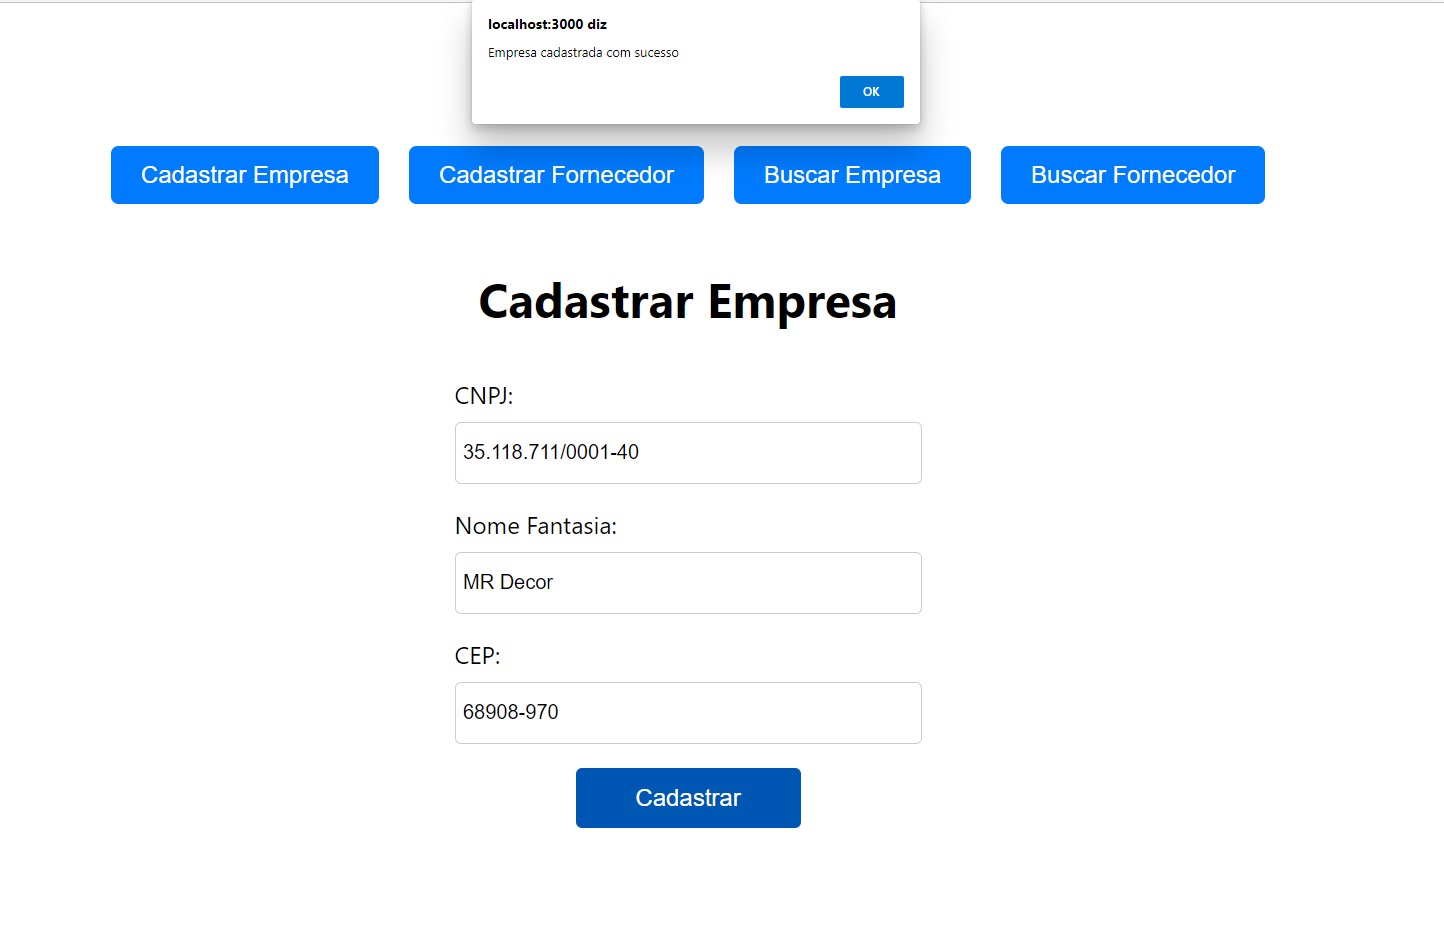 localhost:3000 diz
Empresa cadastrada com sucesso
OK
Cadastrar Empresa
Cadastrar Fornecedor
Buscar Empresa
Buscar Fornecedor
Cadastrar Empresa
CNPJ:
35.118.711/0001-40
Nome Fantasia:
MR Decor
CEP:
68908-970
Cadastrar